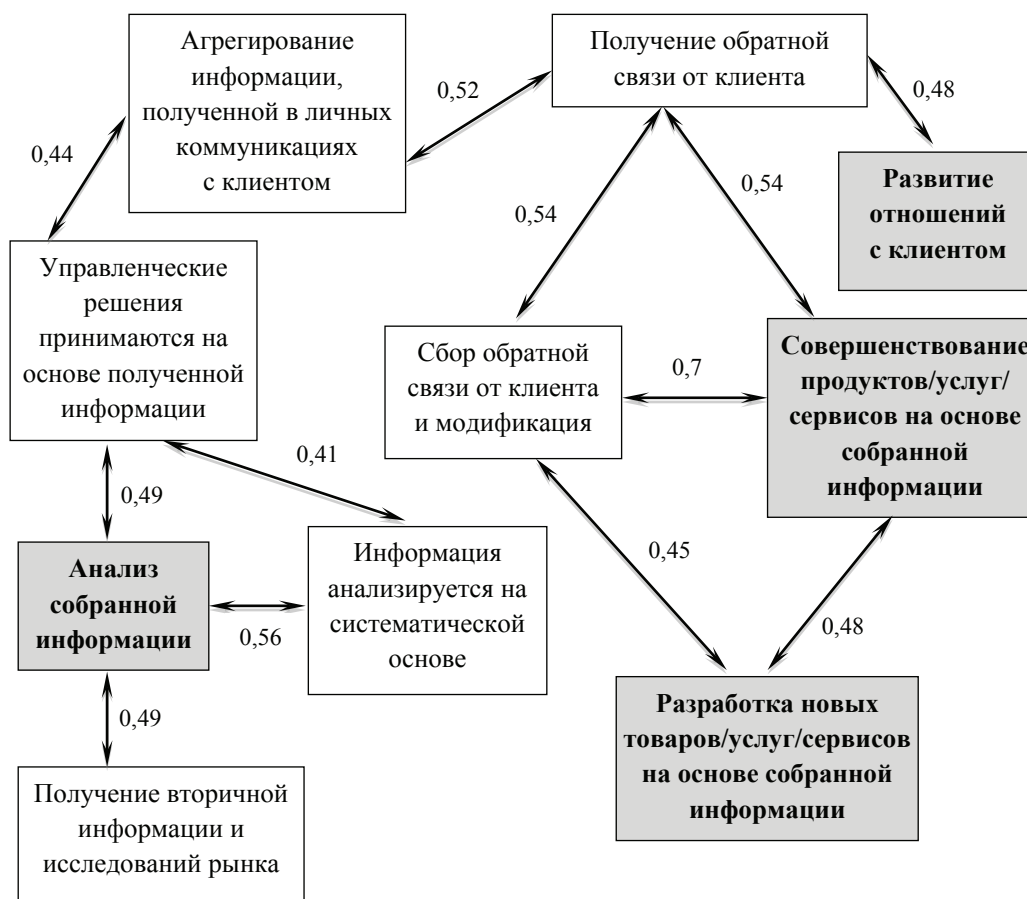 Агрегирование
информации,
полученной в личных
коммуникациях
с клиентом
Получение обратной
связи от клиента
0,52
0,48
0,44
Развитие
отношений
с клиентом
0,54
0,54
Управленческие
решения
принимаются на
основе полученной
информации
Сбор обратной
связи от клиента
и модификация
0,7
Совершенствование
продуктов/услуг/
сервисов на основе
собранной
информации
0,41
0,49
Анализ
собранной
информации
0,56
Информация
анализируется на
систематической
основе
0,45
0,48
0,49
Разработка новых
товаров/услуг/сервисов
на основе собранной
информации
Получение вторичной
информации и
исследований рынка